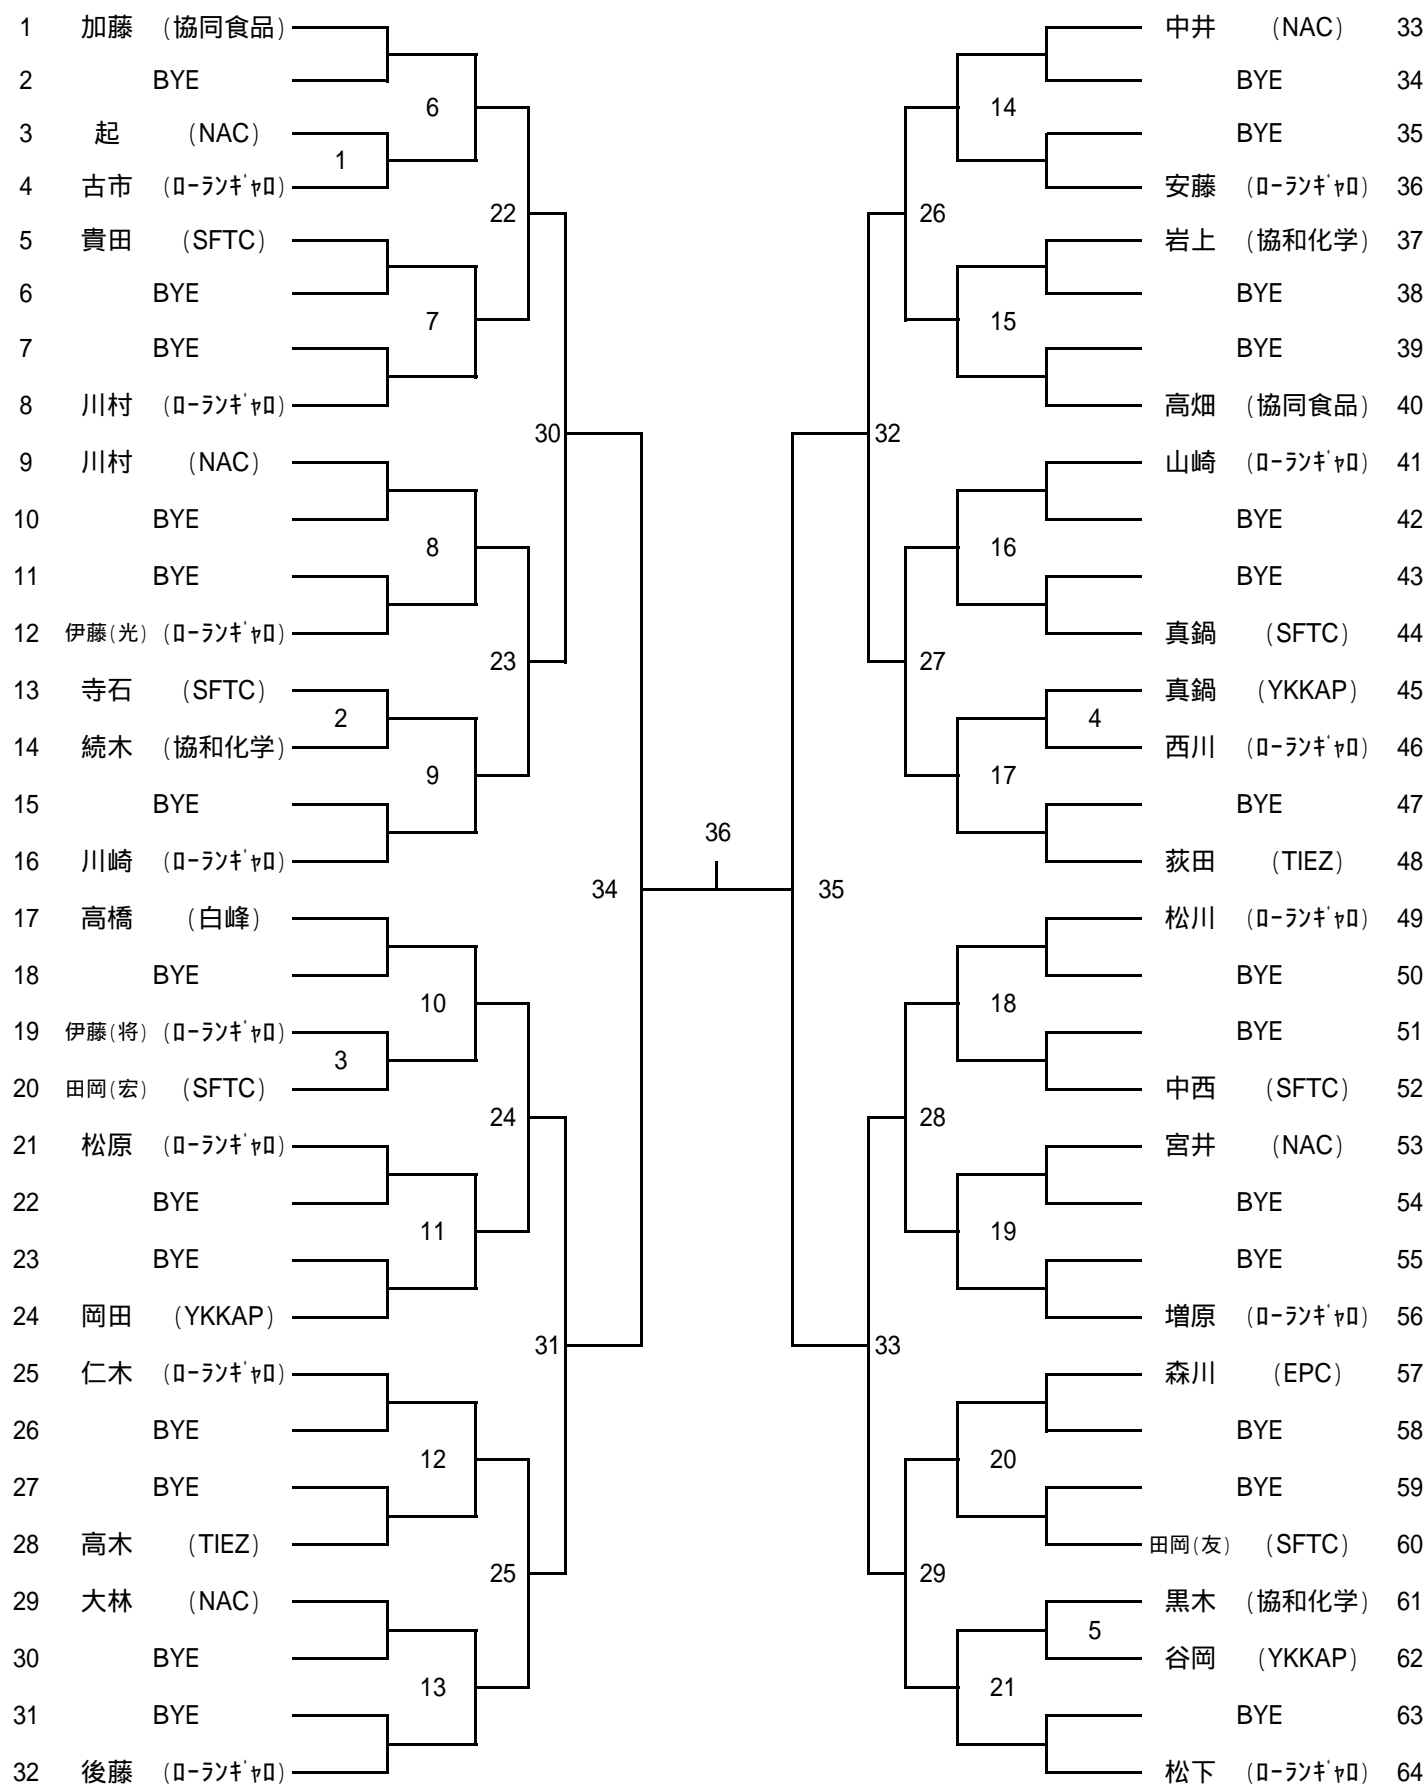 1 加藤 (協同食品)
2 BYE
6
3 起 (NAC)
1
4 古市 (ﾛｰﾗﾝｷﾞｬﾛ)
22
5 貴田 (SFTC)
6 BYE
7
7 BYE
8 川村 (ﾛｰﾗﾝｷﾞｬﾛ)
30
9 川村 (NAC)
10 BYE
8
11 BYE
12 伊藤(光) (ﾛｰﾗﾝｷﾞｬﾛ)
23
13 寺石 (SFTC)
2
14 続木 (協和化学)
9
15 BYE
16 川崎 (ﾛｰﾗﾝｷﾞｬﾛ)
34
17 高橋 (白峰)
18 BYE
10
19 伊藤(将) (ﾛｰﾗﾝｷﾞｬﾛ)
3
20 田岡(宏) (SFTC)
24
21 松原 (ﾛｰﾗﾝｷﾞｬﾛ)
22 BYE
11
23 BYE
24 岡田 (YKKAP)
31
25 仁木 (ﾛｰﾗﾝｷﾞｬﾛ)
26 BYE
12
27 BYE
28 高木 (TIEZ)
25
29 大林 (NAC)
30 BYE
13
31 BYE
32 後藤 (ﾛｰﾗﾝｷﾞｬﾛ)
36
中井 (NAC) 33
BYE 34
14
BYE 35
安藤 (ﾛｰﾗﾝｷﾞｬﾛ) 36
26
岩上 (協和化学) 37
BYE 38
15
BYE 39
高畑 (協同食品) 40
32
山崎 (ﾛｰﾗﾝｷﾞｬﾛ) 41
BYE 42
16
BYE 43
真鍋 (SFTC) 44
27
真鍋 (YKKAP) 45
4
西川 (ﾛｰﾗﾝｷﾞｬﾛ) 46
17
BYE 47
荻田 (TIEZ) 48
35
松川 (ﾛｰﾗﾝｷﾞｬﾛ) 49
BYE 50
18
BYE 51
中西 (SFTC) 52
28
宮井 (NAC) 53
BYE 54
19
BYE 55
増原 (ﾛｰﾗﾝｷﾞｬﾛ) 56
33
森川 (EPC) 57
BYE 58
20
BYE 59
田岡(友) (SFTC) 60
29
黒木 (協和化学) 61
5
谷岡 (YKKAP) 62
21
BYE 63
松下 (ﾛｰﾗﾝｷﾞｬﾛ) 64